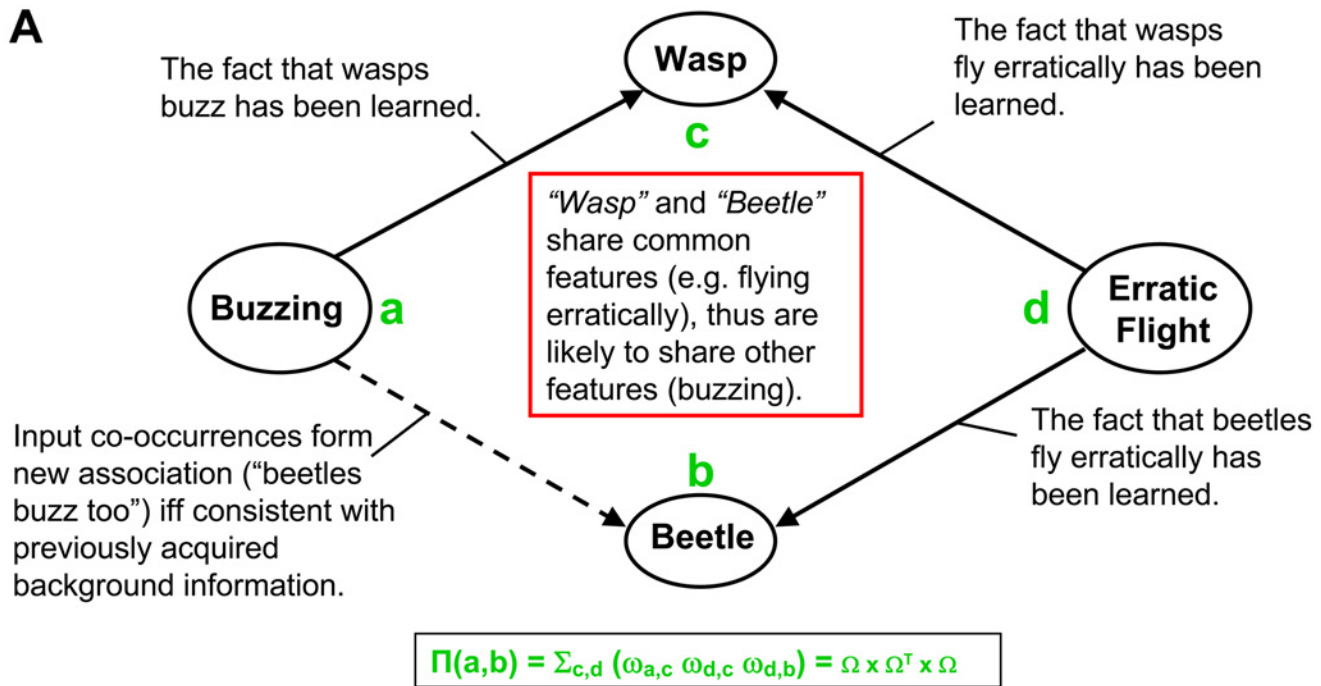 A
The fact that wasps
buzz has been learned.
Wasp
The fact that wasps
fly erratically has been
learned.
c
"Wasp" and "Beetle"
share common
features (e.g. flying
erratically), thus are
likely to share other
features (buzzing).
Buzzing
a
d
Erratic
Flight
Input co-occurrences form
new association ("beetles
buzz too") iff consistent with
previously acquired
background information.
b
Beetle
The fact that beetles
fly erratically has
been learned.
Π(a,b) = Σc,d (ωa,c ωd,c ωd,b) = Ω x Ωᵀ x Ω